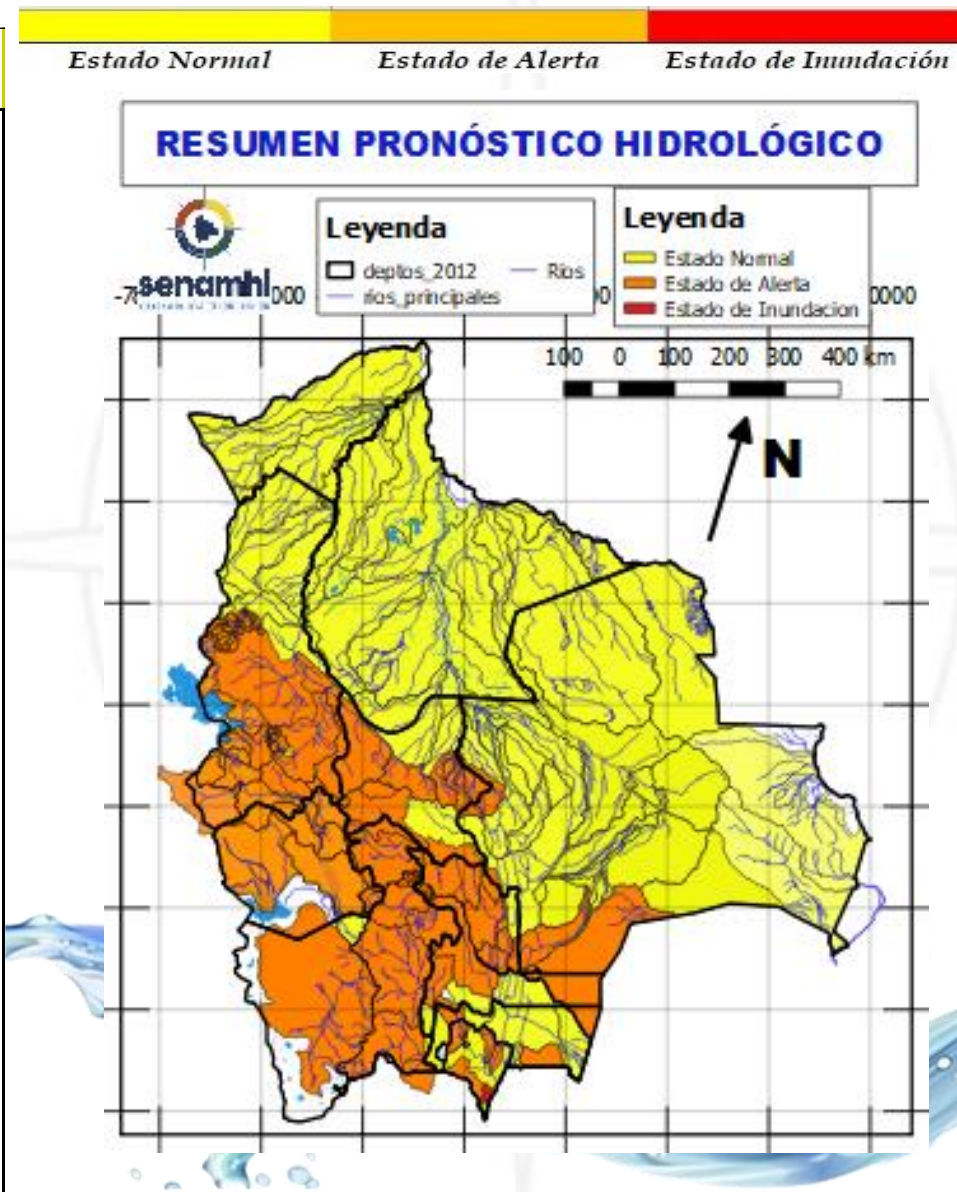 Estado Normal Estado de Alerta Estado de Inundación
RESUMEN PRONÓSTICO HIDROLÓGICO
senamhi
Leyenda
deptos_2012 Rios
rios_principales
Leyenda
Estado Normal
Estado de Alerta
Estado de Inundacion
100 0 100 200 300 400 km
N